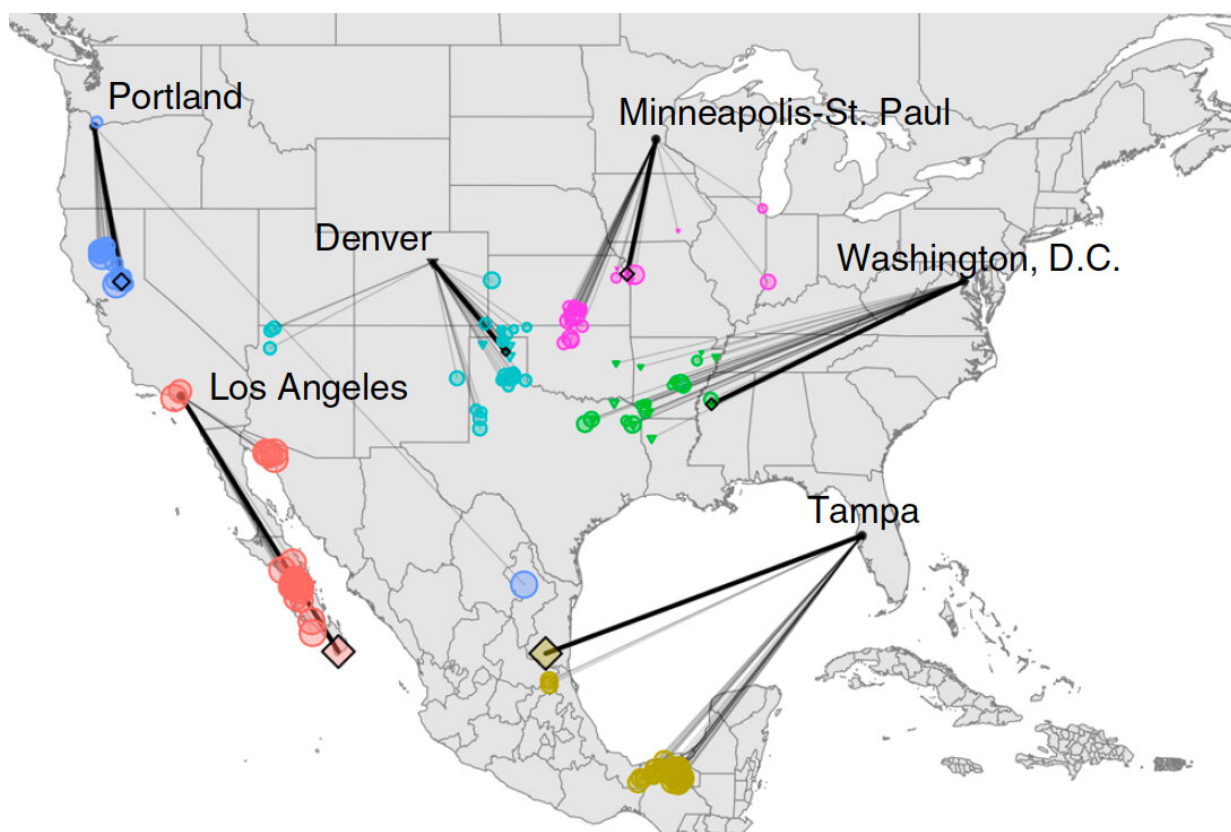 Portland
Minneapolis-St. Paul
Denver
Washington, D.C.
Los Angeles
Tampa